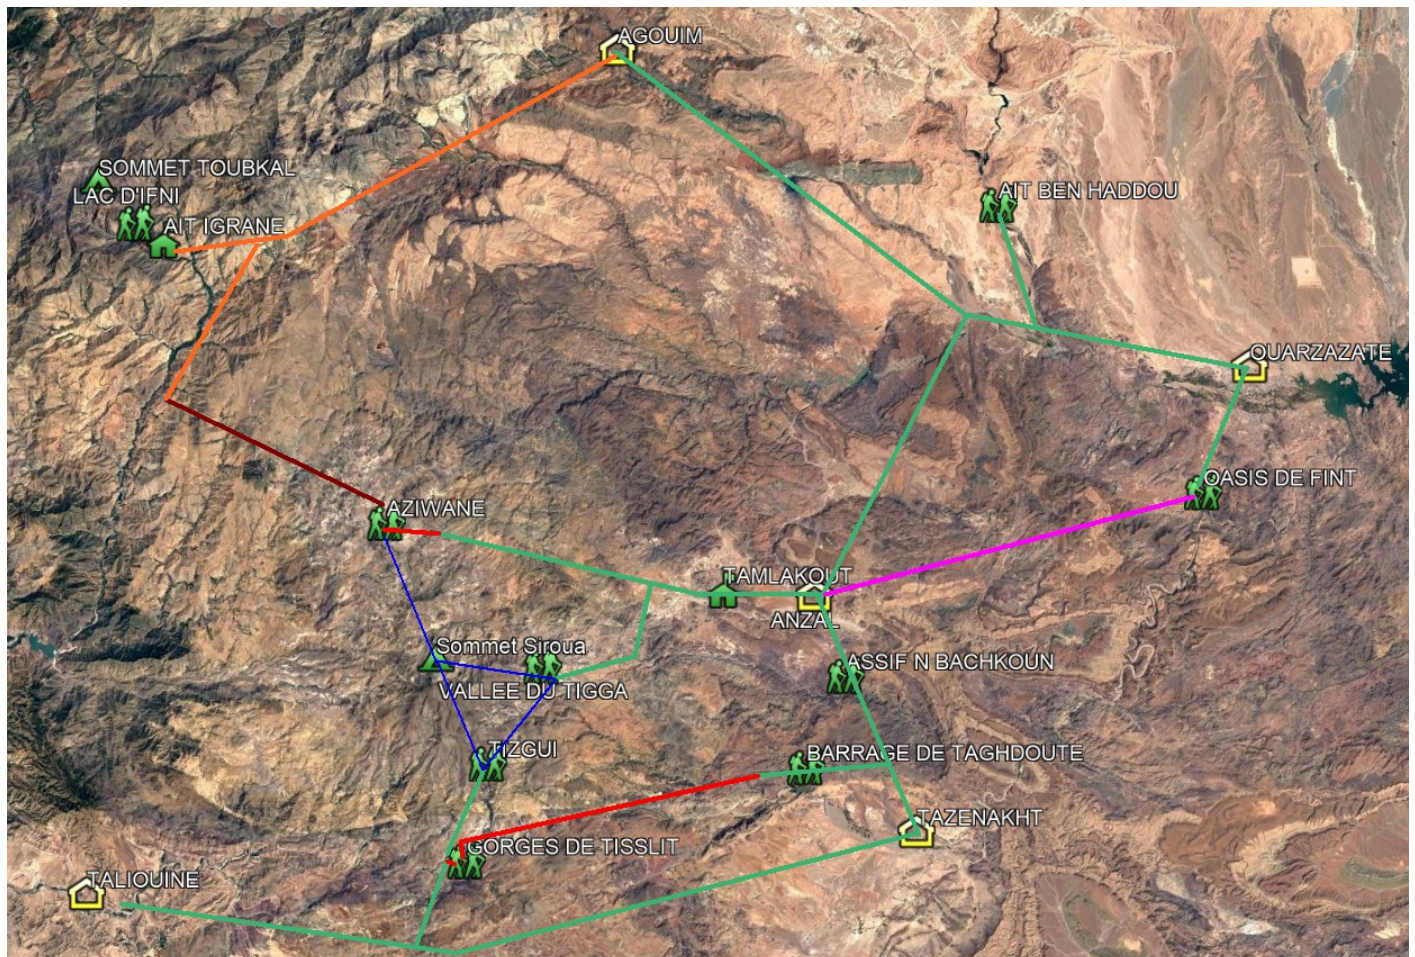 AGOUIM
SOMMET TOUBKAL
LAC D'IFNI
AIT BEN HADDOU
AIT IGRANE
OUARZAZATE
OASIS DE FINT
AZIWANE
TAMLAKOUT
ANZAL
Sommet Siroua
ASSIF N BACHKOUN
VALLEE DU TIGGA
TIZGUI
BARRAGE DE TAGHDOUTE
TAZENAKHT
GORGES DE TISSLIT
TALIOUINE